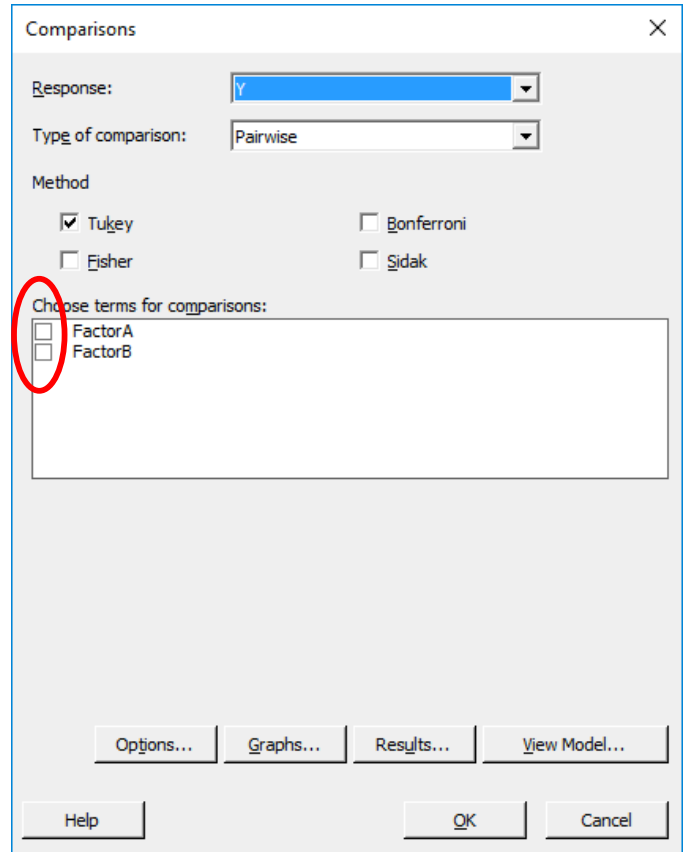 Comparisons
Response: Y
Type of comparison: Pairwise
Method
Tukey Bonferroni
Fisher Sidak
Choose terms for comparisons:
FactorA
FactorB
Options... Graphs... Results... View Model...
Help OK Cancel